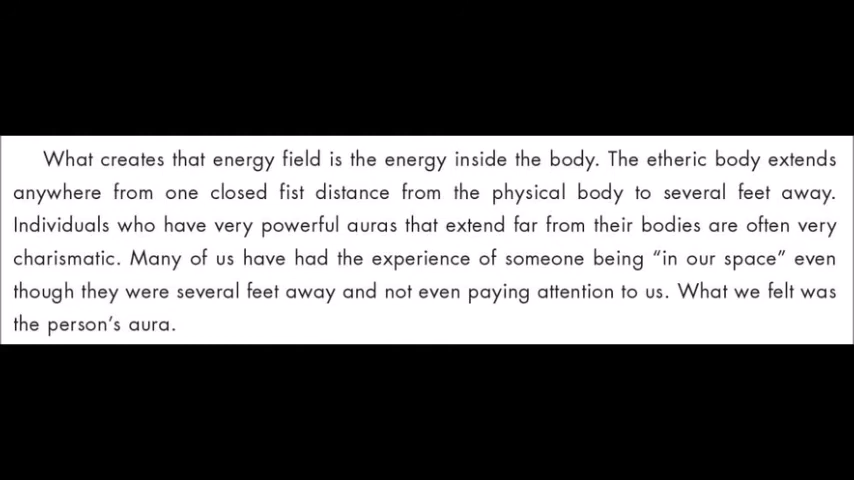 What creates that energy field is the energy inside the body. The etheric body extends
anywhere from one closed fist distance from the physical body to several feet away.
Individuals who have very powerful auras that extend far from their bodies are often very
charismatic. Many of us have had the experience of someone being “in our space” even
though they were several feet away and not even paying attention to us. What we felt was
the person’s aura.